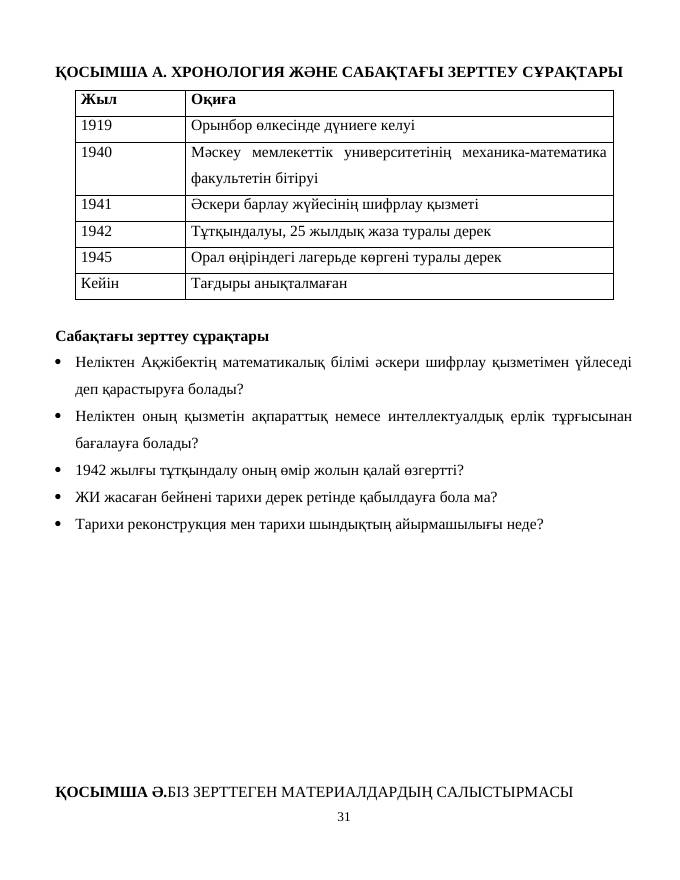 ҚОСЫМША А. ХРОНОЛОГИЯ ЖӘНЕ САБАҚТАҒЫ ЗЕРТТЕУ СҰРАҚТАРЫ
Жыл Оқиға
1919 Орынбор өлкесінде дүниеге келуі
1940 Мәскеу мемлекеттік университетінің механика-математика
факультетін бітіруі
1941 Әскери барлау жүйесінің шифрлау қызметі
1942 Тұтқындалуы, 25 жылдық жаза туралы дерек
1945 Орал өңіріндегі лагерьде көргені туралы дерек
Кейін Тағдыры анықталмаған
Сабақтағы зерттеу сұрақтары
• Неліктен Ақжібектің математикалық білімі әскери шифрлау қызметімен үйлеседі
деп қарастыруға болады?
• Неліктен оның қызметін ақпараттық немесе интеллектуалдық ерлік тұрғысынан
бағалауға болады?
• 1942 жылғы тұтқындалу оның өмір жолын қалай өзгертті?
• ЖИ жасаған бейнені тарихи дерек ретінде қабылдауға бола ма?
• Тарихи реконструкция мен тарихи шындықтың айырмашылығы неде?
ҚОСЫМША Ә.БІЗ ЗЕРТТЕГЕН МАТЕРИАЛДАРДЫҢ САЛЫСТЫРМАСЫ
31